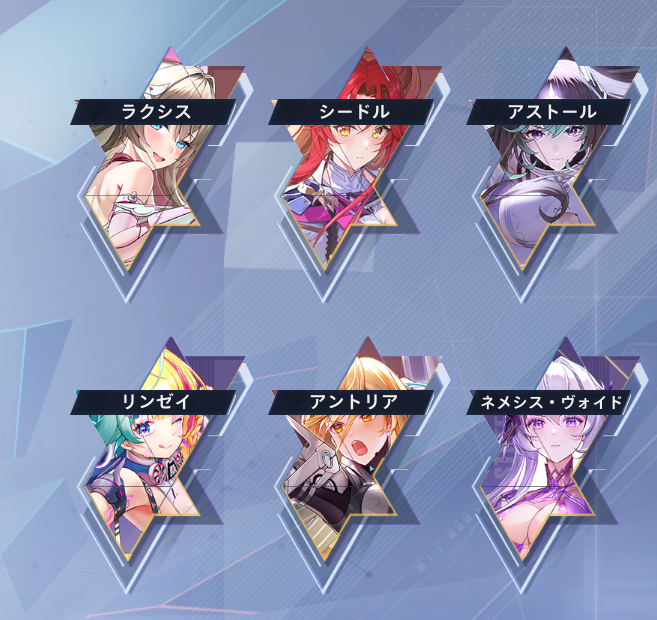 ラクシス
シードル
アストール
リンゼイ
アントリア
ネメシス・ヴォイド